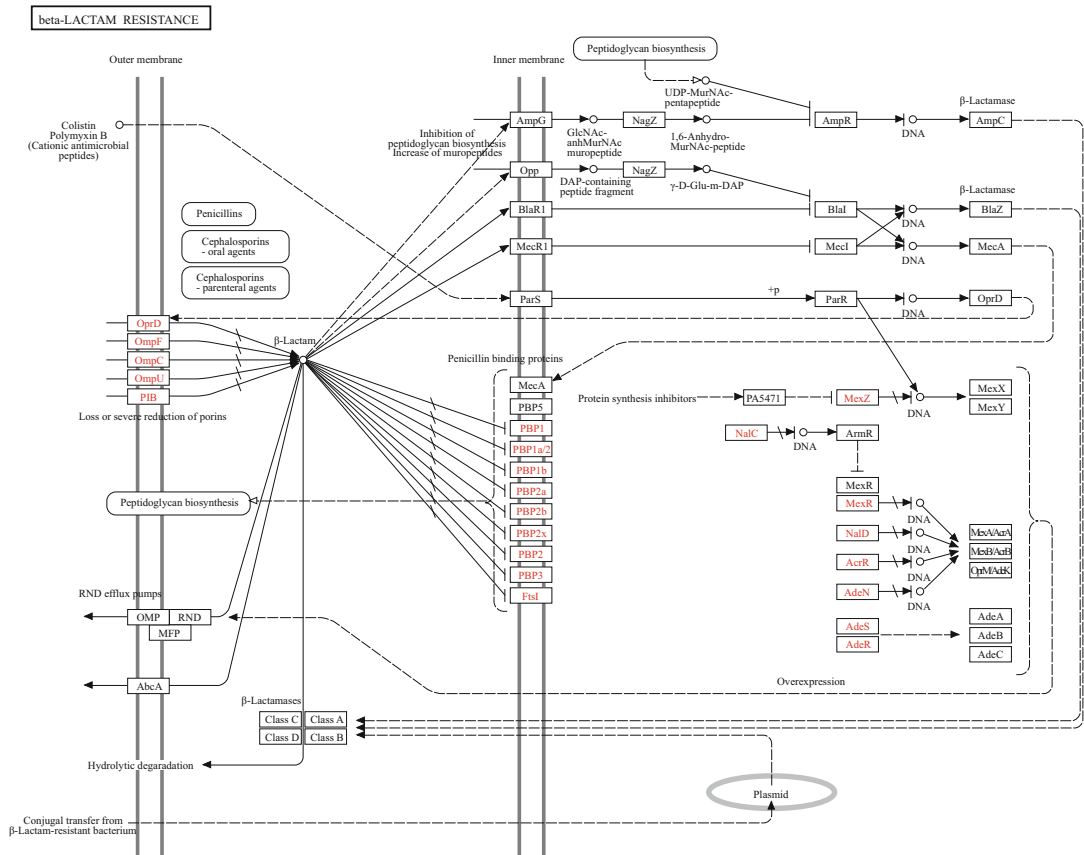 beta-LACTAM RESISTANCE
Outer membrane
Inner membrane
Peptidoglycan biosynthesis
UDP-MurNAc-
pentapeptide
β-Lactamase
Colistin
Polymyxin B
(Cationic antimicrobial
peptides)
Inhibition of
peptidoglycan biosynthesis
Increase of muropeptides
AmpG
GlcNAc-
anhMurNAc
muropeptide
NagZ
1,6-Anhydro-
MurNAc-peptide
AmpR
DNA
AmpC
Opp
DAP-containing
peptide fragment
NagZ
γ-D-Glu-m-DAP
β-Lactamase
Penicillins
Cephalosporins
- oral agents
Cephalosporins
- parenteral agents
BlaR1
BlaI
DNA
BlaZ
MecR1
MecI
DNA
MecA
ParS
+p
ParR
DNA
OprD
OprD
OmpF
OmpC
OmpU
PIB
Loss or severe reduction of porins
β-Lactam
Penicillin binding proteins
MecA
PBP5
PBP1
PBP1a/2
PBP1b
PBP2a
PBP2b
PBP2x
PBP2
PBP3
FtsI
Protein synthesis inhibitors
PA5471
MexZ
DNA
MexX
MexY
NalC
DNA
ArmR
MexR
MexR
DNA
NalD
DNA
AcrR
DNA
AdeN
DNA
MexA/AcrA
MexB/AcrB
OprM/AdeK
AdeS
AdeR
AdeA
AdeB
AdeC
Peptidoglycan biosynthesis
RND efflux pumps
OMP
RND
MFP
AbcA
Overexpression
β-Lactamases
Class C
Class A
Class D
Class B
Hydrolytic degaradation
Plasmid
Conjugal transfer from
β-Lactam-resistant bacterium